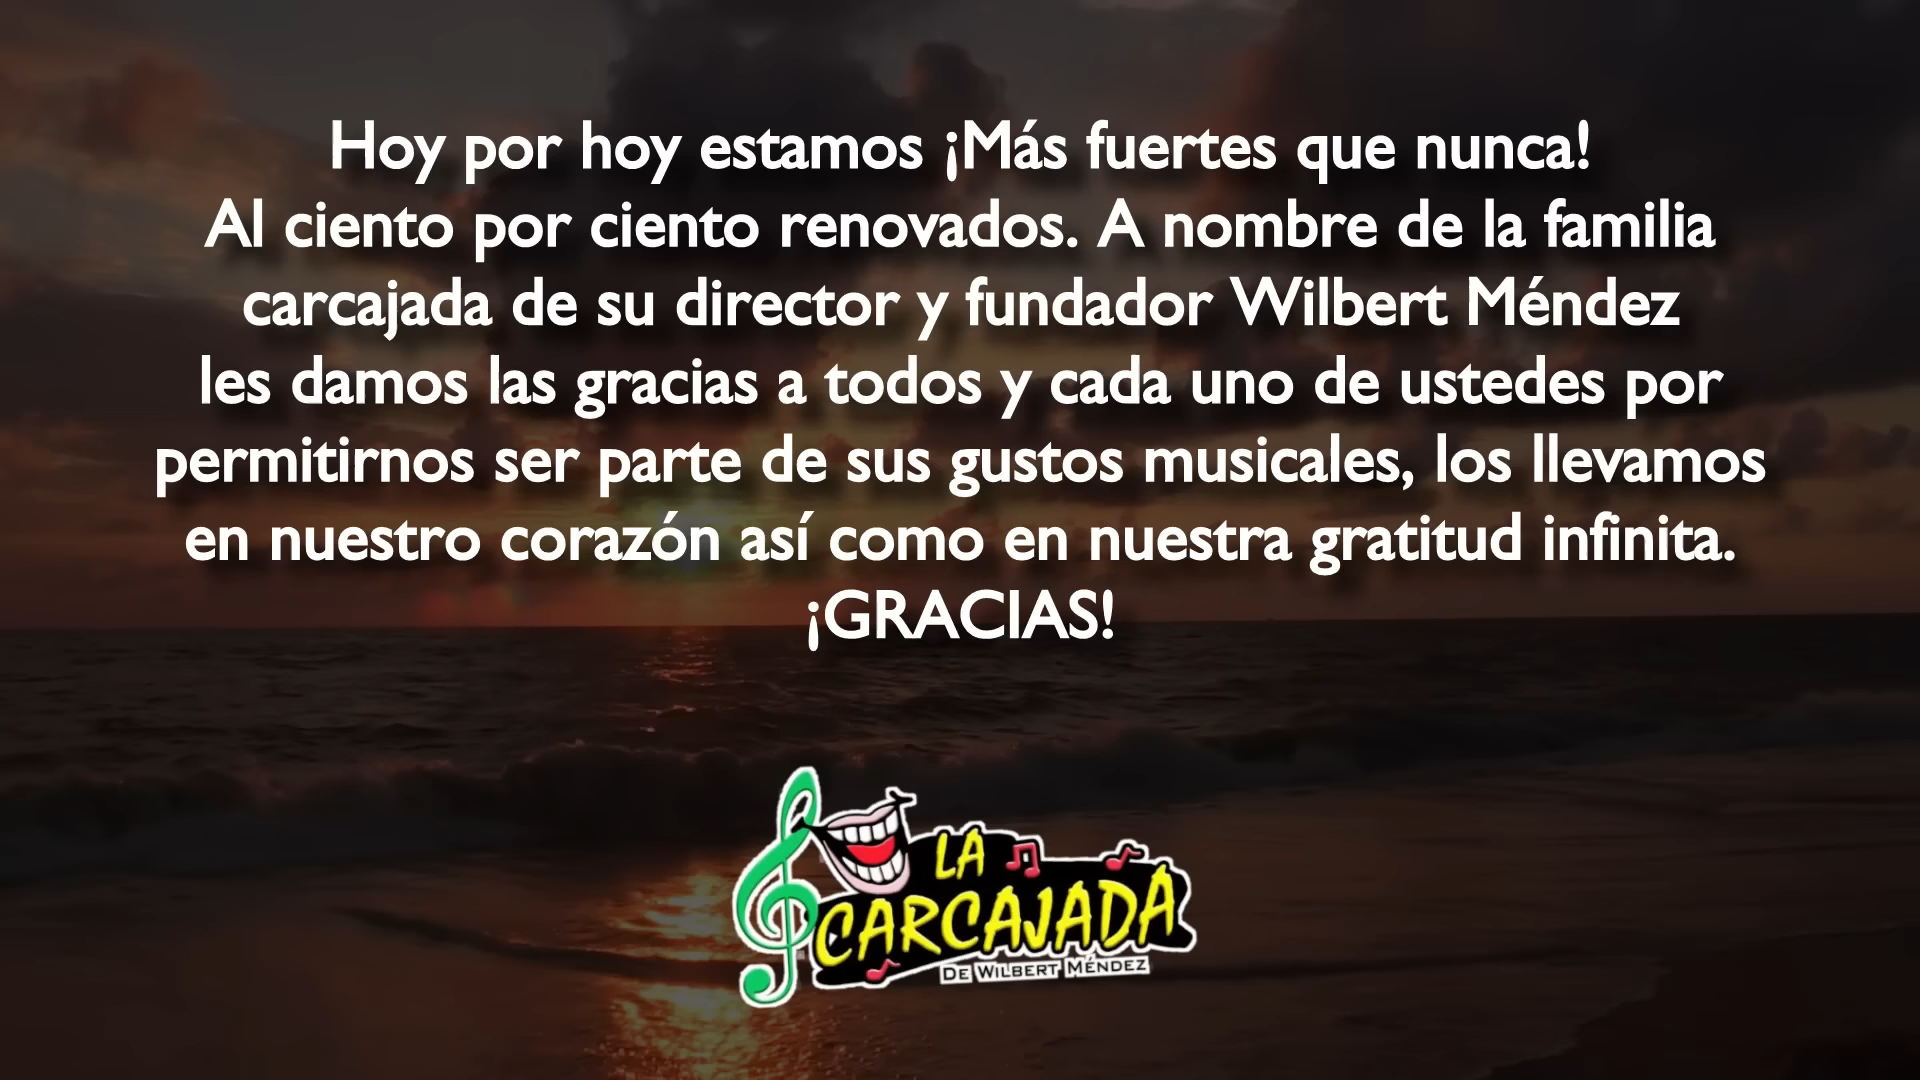 Hoy por hoy estamos ¡Más fuertes que nunca!
Al ciento por ciento renovados. A nombre de la familia
carcajada de su director y fundador Wilbert Méndez
les damos las gracias a todos y cada uno de ustedes por
permitirnos ser parte de sus gustos musicales, los llevamos
en nuestro corazón así como en nuestra gratitud infinita.
¡GRACIAS!
LA
CARCAJADA
DE WILBERT MÉNDEZ